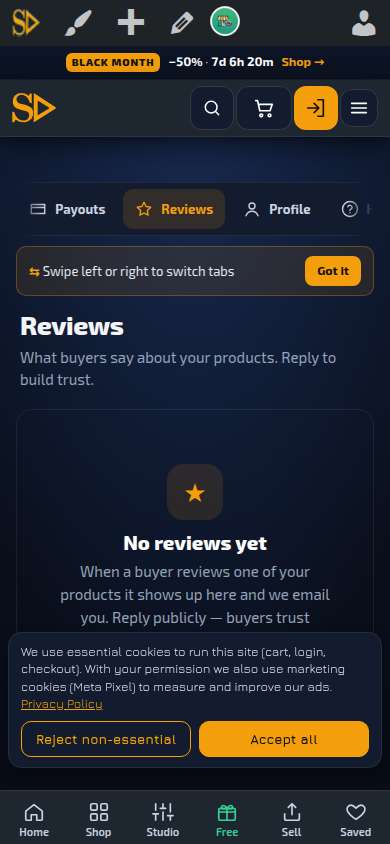 BLACK MONTH −50% · 7d 6h 20m Shop →
Payouts Reviews Profile
⇆ Swipe left or right to switch tabs Got it
Reviews
What buyers say about your products. Reply to
build trust.
No reviews yet
When a buyer reviews one of your
products it shows up here and we email
you. Reply publicly — buyers trust
We use essential cookies to run this site (cart, login,
checkout). With your permission we also use marketing
cookies (Meta Pixel) to measure and improve our ads.
Privacy Policy
Reject non-essential Accept all
Home Shop Studio Free Sell Saved